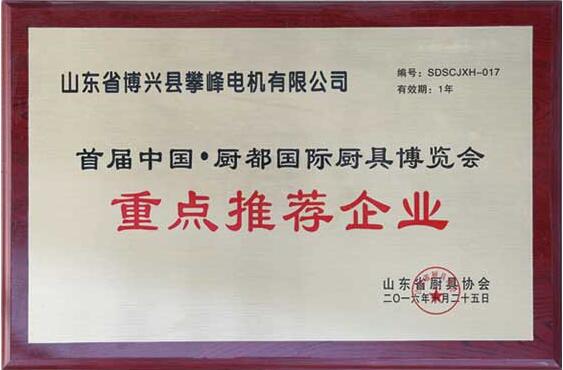 山东省博兴县攀峰电机有限公司
编号：SDSCJXH-017
有效期：1年
首届中国·厨都国际厨具博览会
重点推荐企业
山东省厨具协会
二〇一六年 月二十五日